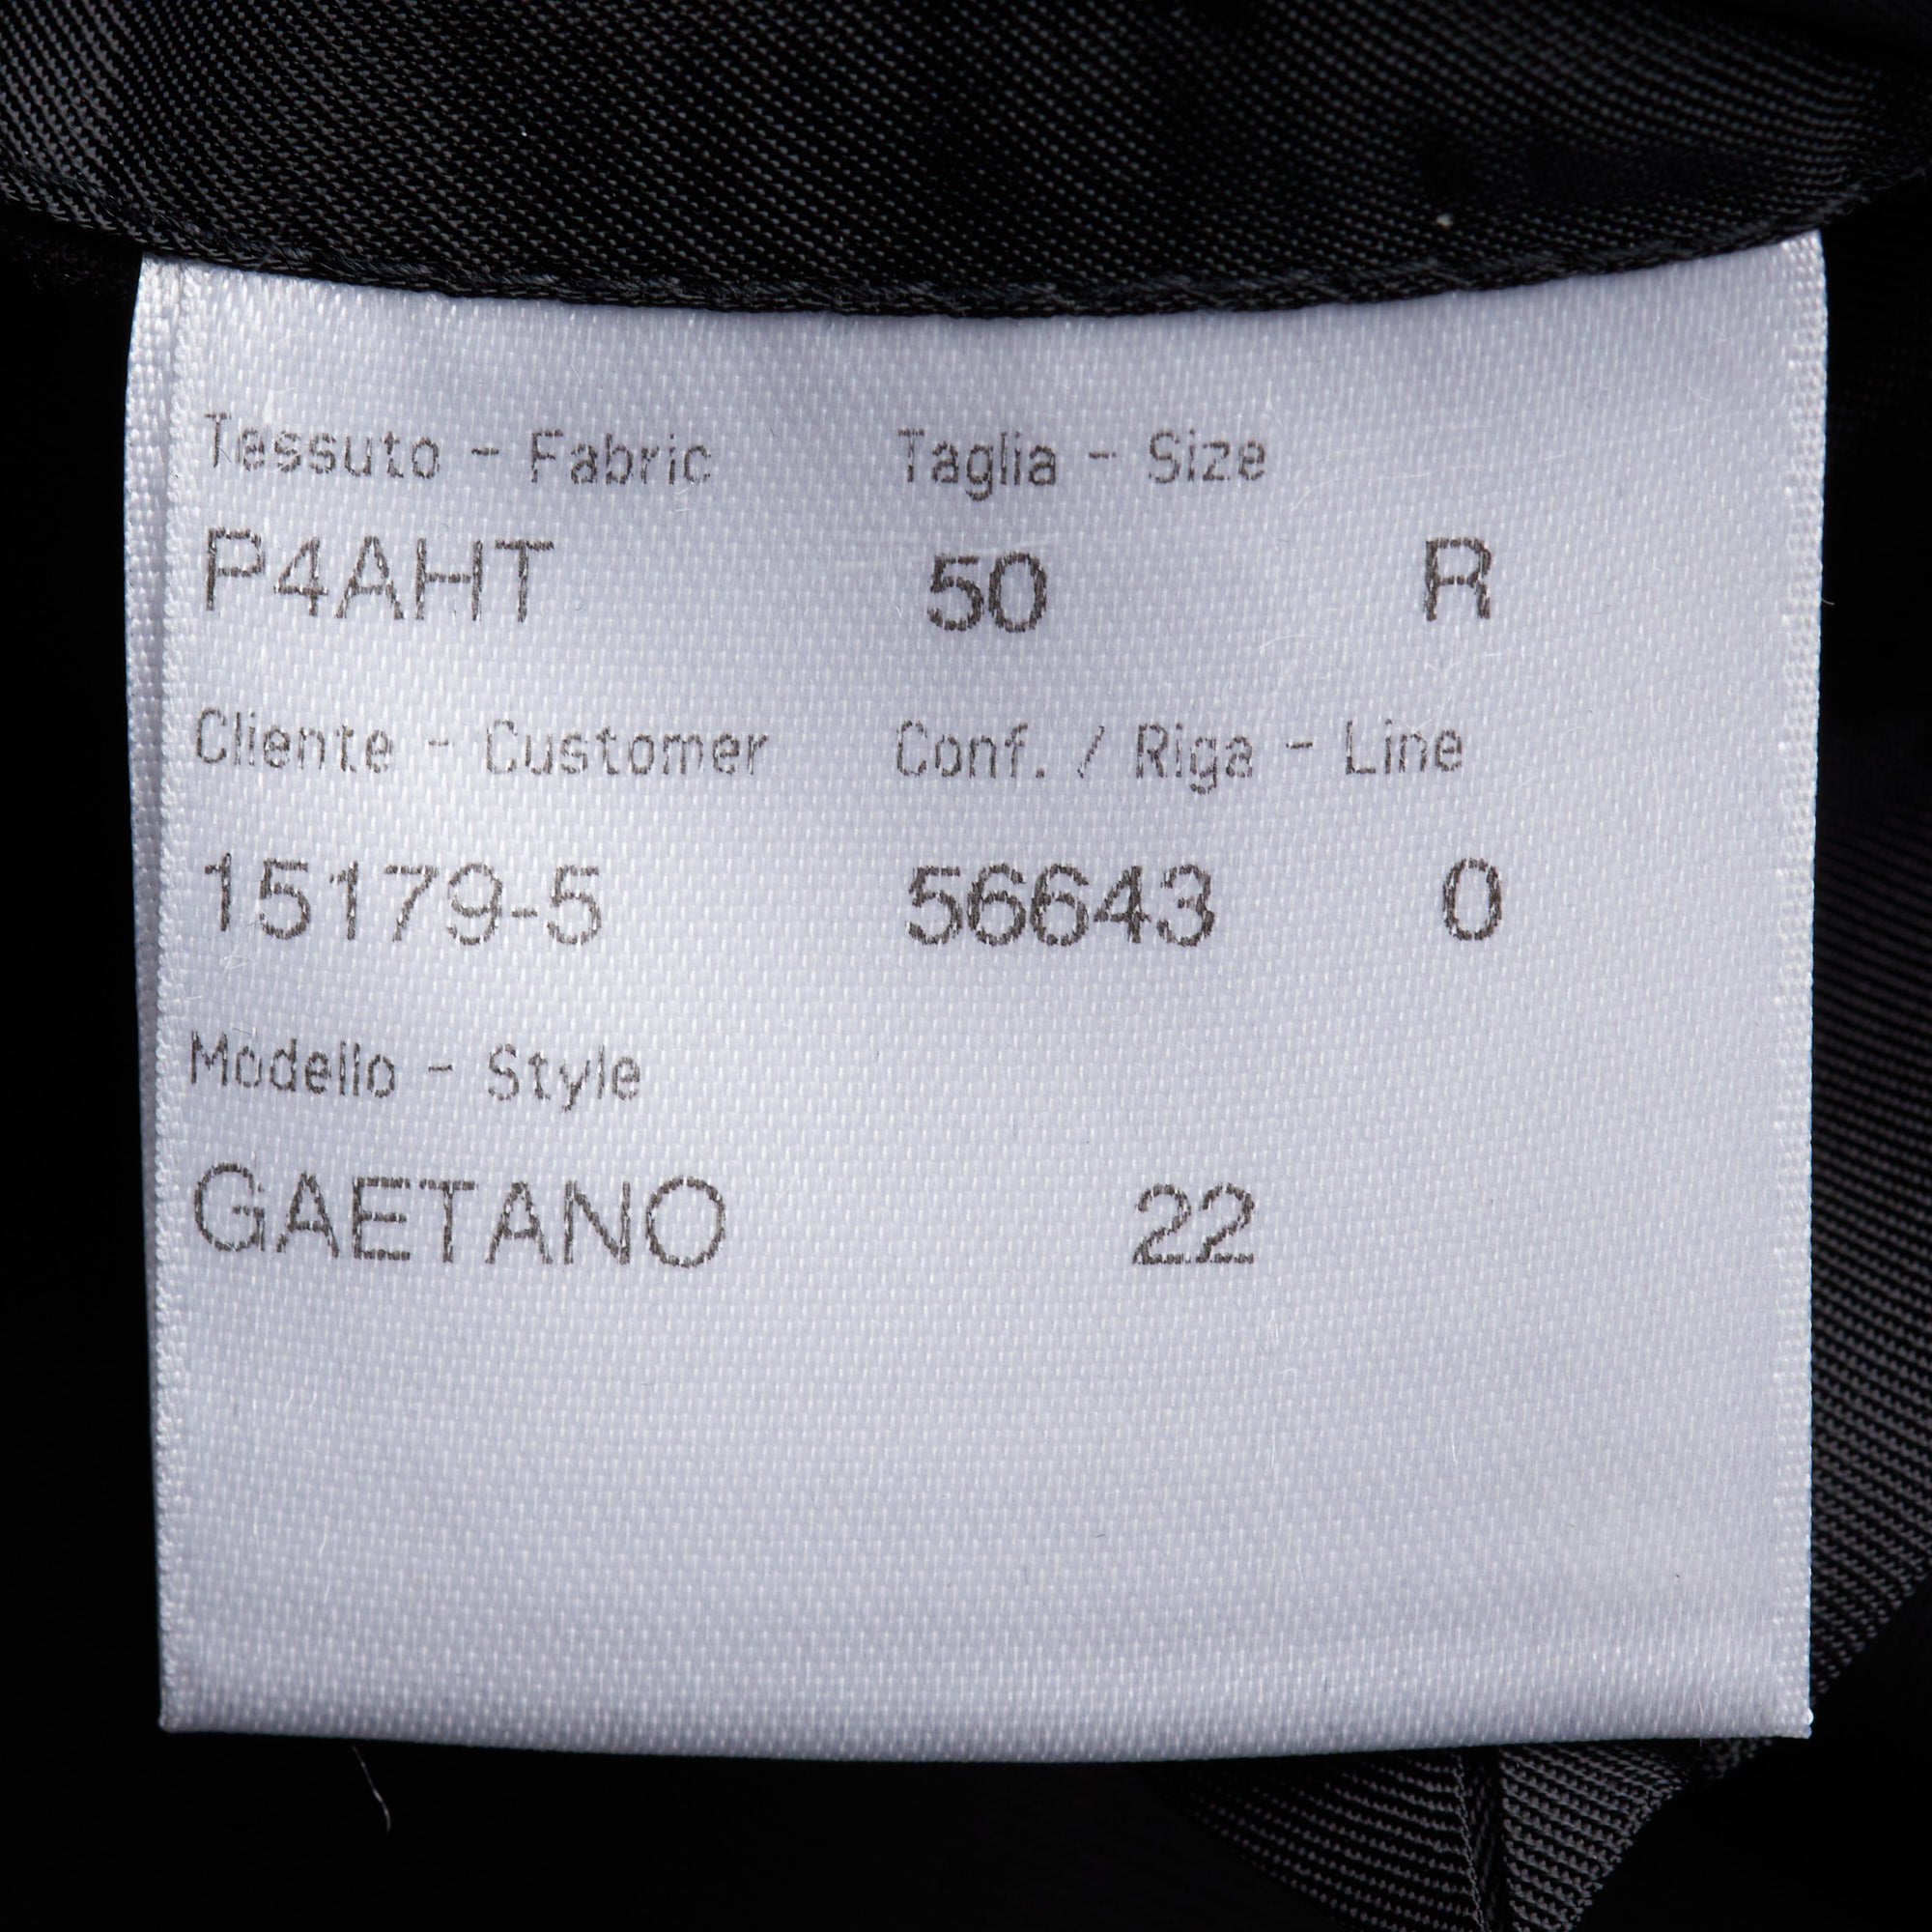 Tessuto - Fabric Taglia - Size
P4AHT 50 R
Cliente - Customer Conf. / Riga - Line
15179-5 56643 0
Modello - Style
GAETANO 22